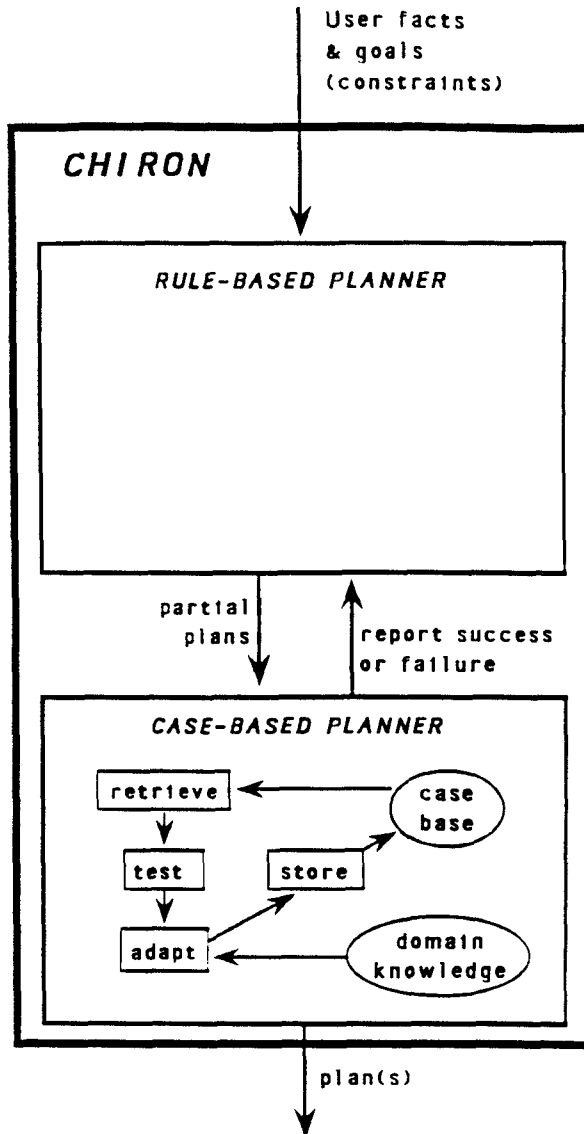 User facts
& goals
(constraints)
CHIRON
RULE-BASED PLANNER
partial
plans
report success
or failure
CASE-BASED PLANNER
retrieve
case
base
test
store
adapt
domain
knowledge
plan(s)